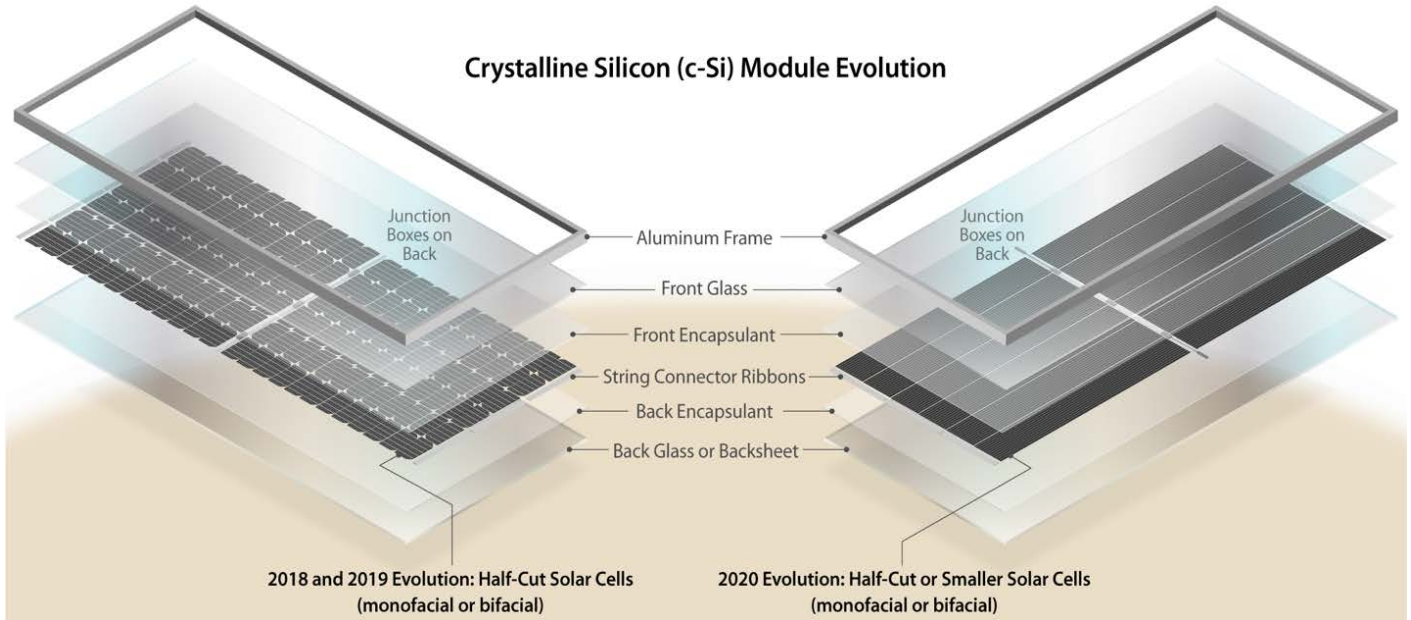 Crystalline Silicon (c-Si) Module Evolution
Junction
Boxes on
Back
Junction
Boxes on
Back
Aluminum Frame
Front Glass
Front Encapsulant
String Connector Ribbons
Back Encapsulant
Back Glass or Backsheet
2018 and 2019 Evolution: Half-Cut Solar Cells
(monofacial or bifacial)
2020 Evolution: Half-Cut or Smaller Solar Cells
(monofacial or bifacial)